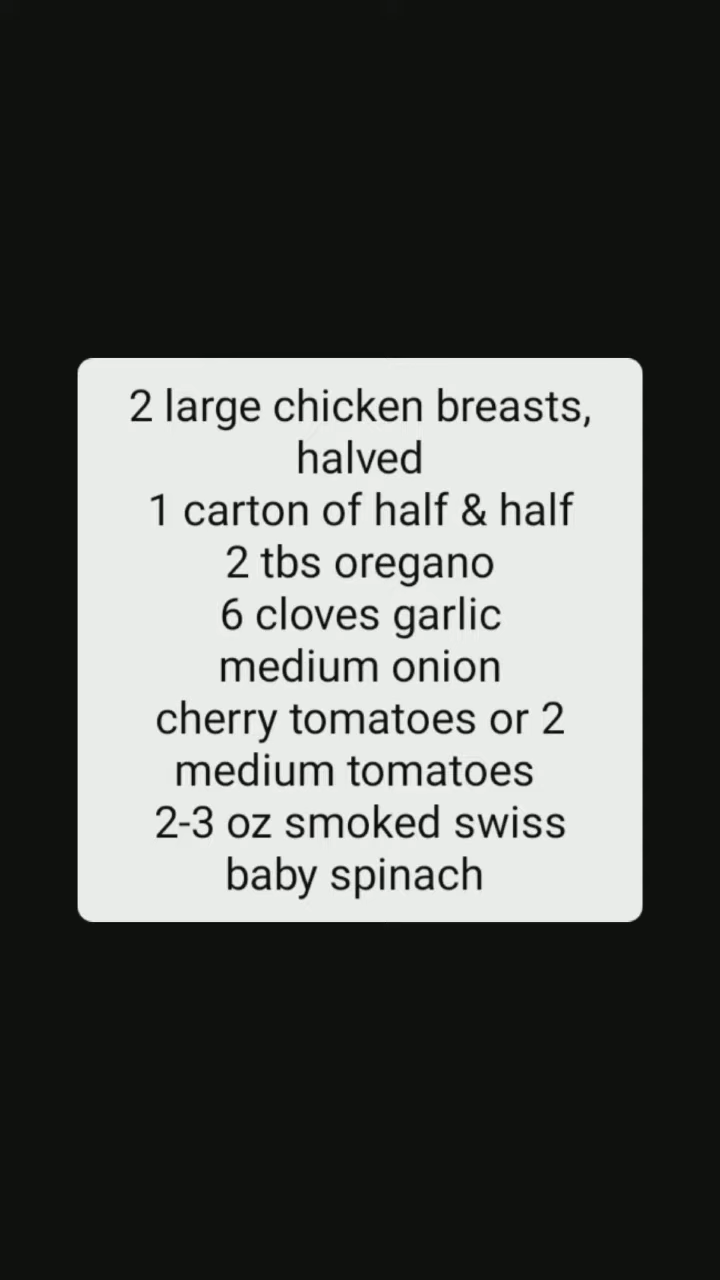 2 large chicken breasts,
halved
1 carton of half & half
2 tbs oregano
6 cloves garlic
medium onion
cherry tomatoes or 2
medium tomatoes
2-3 oz smoked swiss
baby spinach